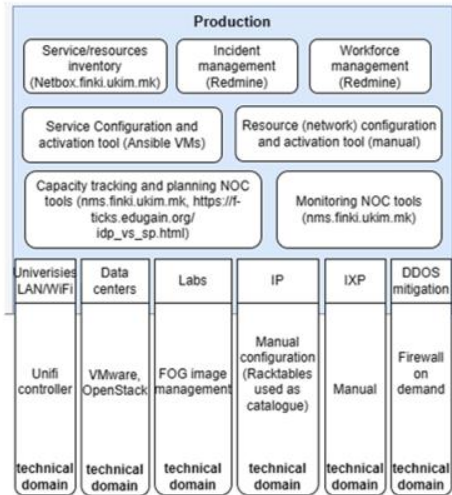 Production
Service/resources
inventory
(Netbox.finki.ukim.mk)
Incident
management
(Redmine)
Workforce
management
(Redmine)
Service Configuration and
activation tool (Ansible VMs)
Resource (network) configuration
and activation tool (manual)
Capacity tracking and planning NOC
tools (nms.finki.ukim.mk, https://f-
ticks.edugain.org/
idp_vs_sp.html)
Monitoring NOC tools
(nms.finki.ukim.mk)
Univerisies
LAN/WiFi
Data
centers
Labs
IP
IXP
DDOS
mitigation
Unifi
controller
VMware,
OpenStack
FOG image
management
Manual
configuration
(Racktables
used as
catalogue)
Manual
Firewall
on
demand
technical
domain
technical
domain
technical
domain
technical
domain
technical
domain
technical
domain